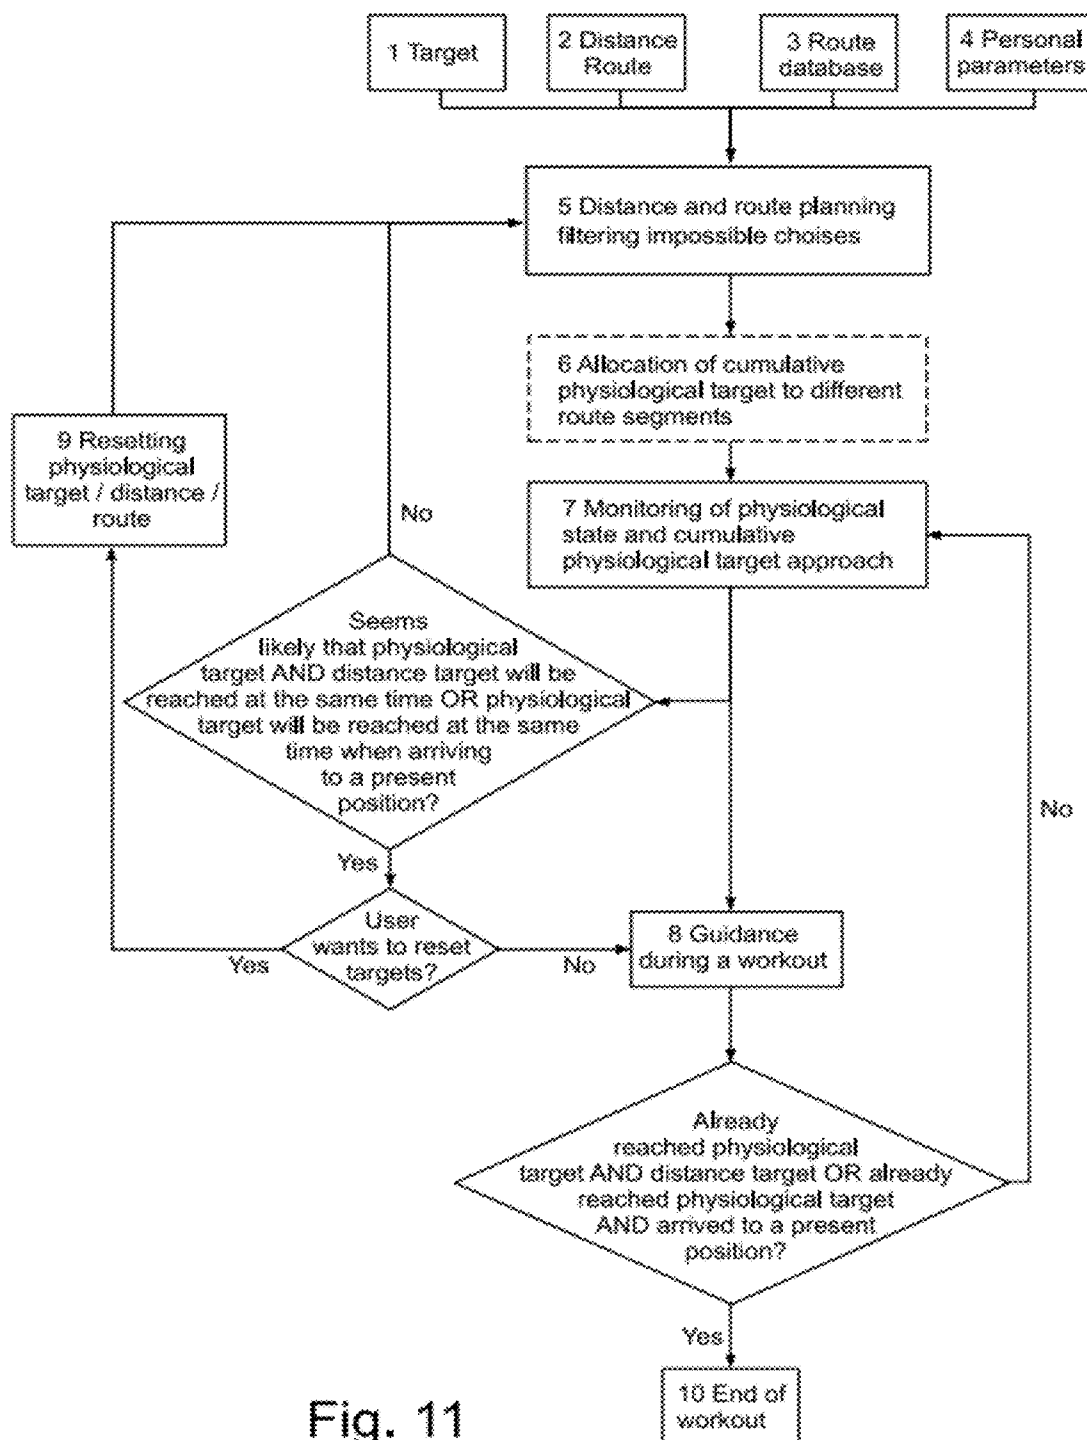 1 Target
2 Distance
Route
3 Route
database
4 Personal
parameters
5 Distance and route planning
filtering impossible choises
6 Allocation of cumulative
physiological target to different
route segments
9 Resetting
physiological
target / distance /
route
No
7 Monitoring of physiological
state and cumulative
physiological target approach
Seems
likely that physiological
target AND distance target will be
reached at the same time OR physiological
target will be reached at the same
time when arriving
to a present
position?
No
Yes
User
wants to reset
targets?
Yes
No
8 Guidance
during a workout
Already
reached physiological
target AND distance target OR already
reached physiological target
AND arrived to a present
position?
Yes
10 End of
workout
Fig. 11